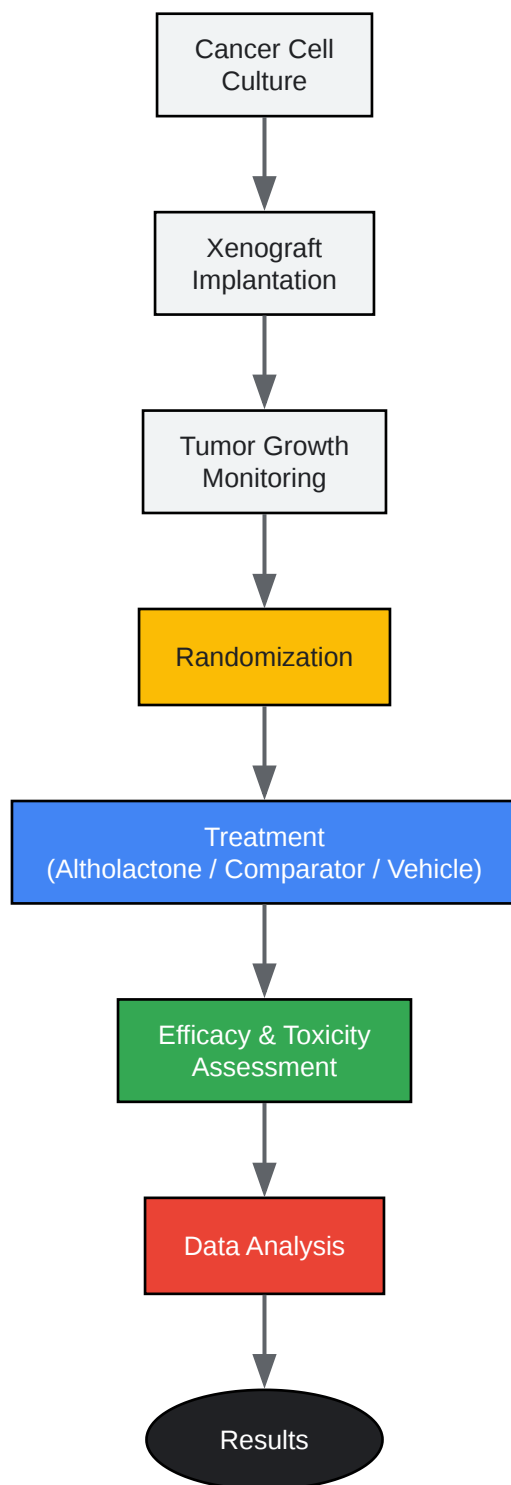 Cancer Cell
Culture
Xenograft
Implantation
Tumor Growth
Monitoring
Randomization
Treatment
(Altholactone / Comparator / Vehicle)
Efficacy & Toxicity
Assessment
Data Analysis
Results